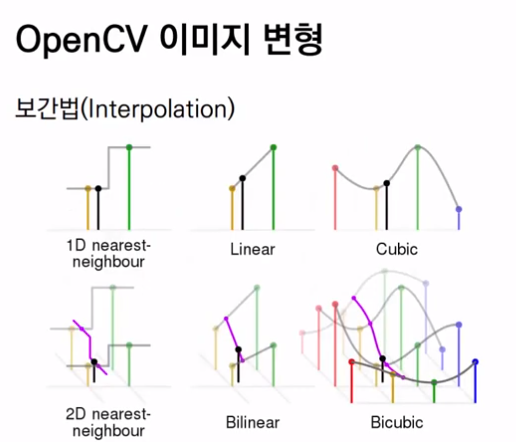 OpenCV 이미지 변형
보간법(Interpolation)
1D nearest-
neighbour
Linear
Cubic
2D nearest-
neighbour
Bilinear
Bicubic